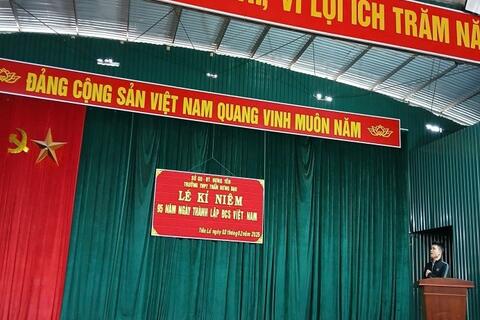 VÌ LỢI ÍCH TRĂM NĂ
ĐẢNG CỘNG SẢN VIỆT NAM QUANG VINH MUÔN NĂM
SỞ GD - ĐT HƯNG YÊN
TRƯỜNG THPT TRẦN HƯNG ĐẠO
LỄ KỈ NIỆM
95 NĂM NGÀY THÀNH LẬP ĐCS VIỆT NAM
Tiên Lữ ngày 03 tháng 02 năm 2025